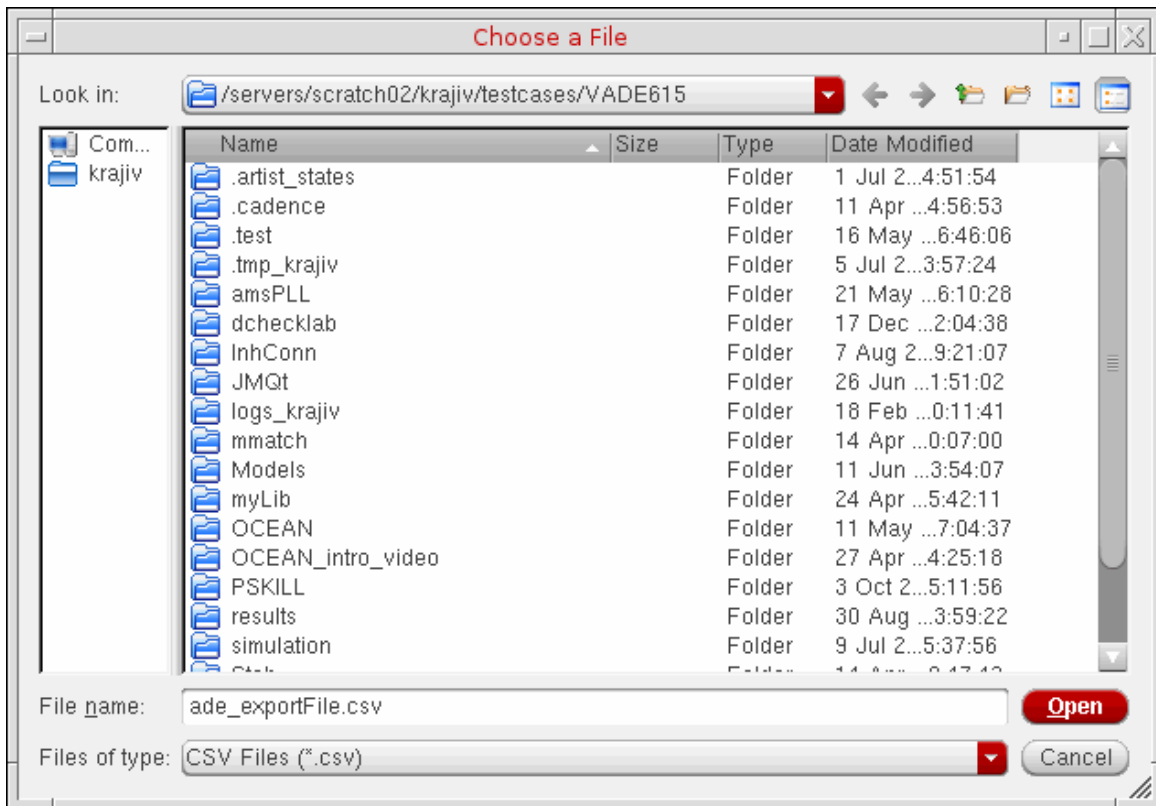 Choose a File
Look in: /servers/scratch02/krajiv/testcases/VADE615
Com...
krajiv
Name Size Type Date Modified
.artist_states Folder 1 Jul 2...4:51:54
.cadence Folder 11 Apr ...4:56:53
.test Folder 16 May ...6:46:06
.tmp_krajiv Folder 5 Jul 2...3:57:24
amsPLL Folder 21 May ...6:10:28
dchecklab Folder 17 Dec ...2:04:38
InhConn Folder 7 Aug 2...9:21:07
JMQt Folder 26 Jun ...1:51:02
logs_krajiv Folder 18 Feb ...0:11:41
mmatch Folder 14 Apr ...0:07:00
Models Folder 11 Jun ...3:54:07
myLib Folder 24 Apr ...5:42:11
OCEAN Folder 11 May ...7:04:37
OCEAN_intro_video Folder 27 Apr ...4:25:18
PSKILL Folder 3 Oct 2...5:11:56
results Folder 30 Aug ...3:59:22
simulation Folder 9 Jul 2...5:37:56
File name: ade_exportFile.csv Open
Files of type: CSV Files (*.csv) Cancel